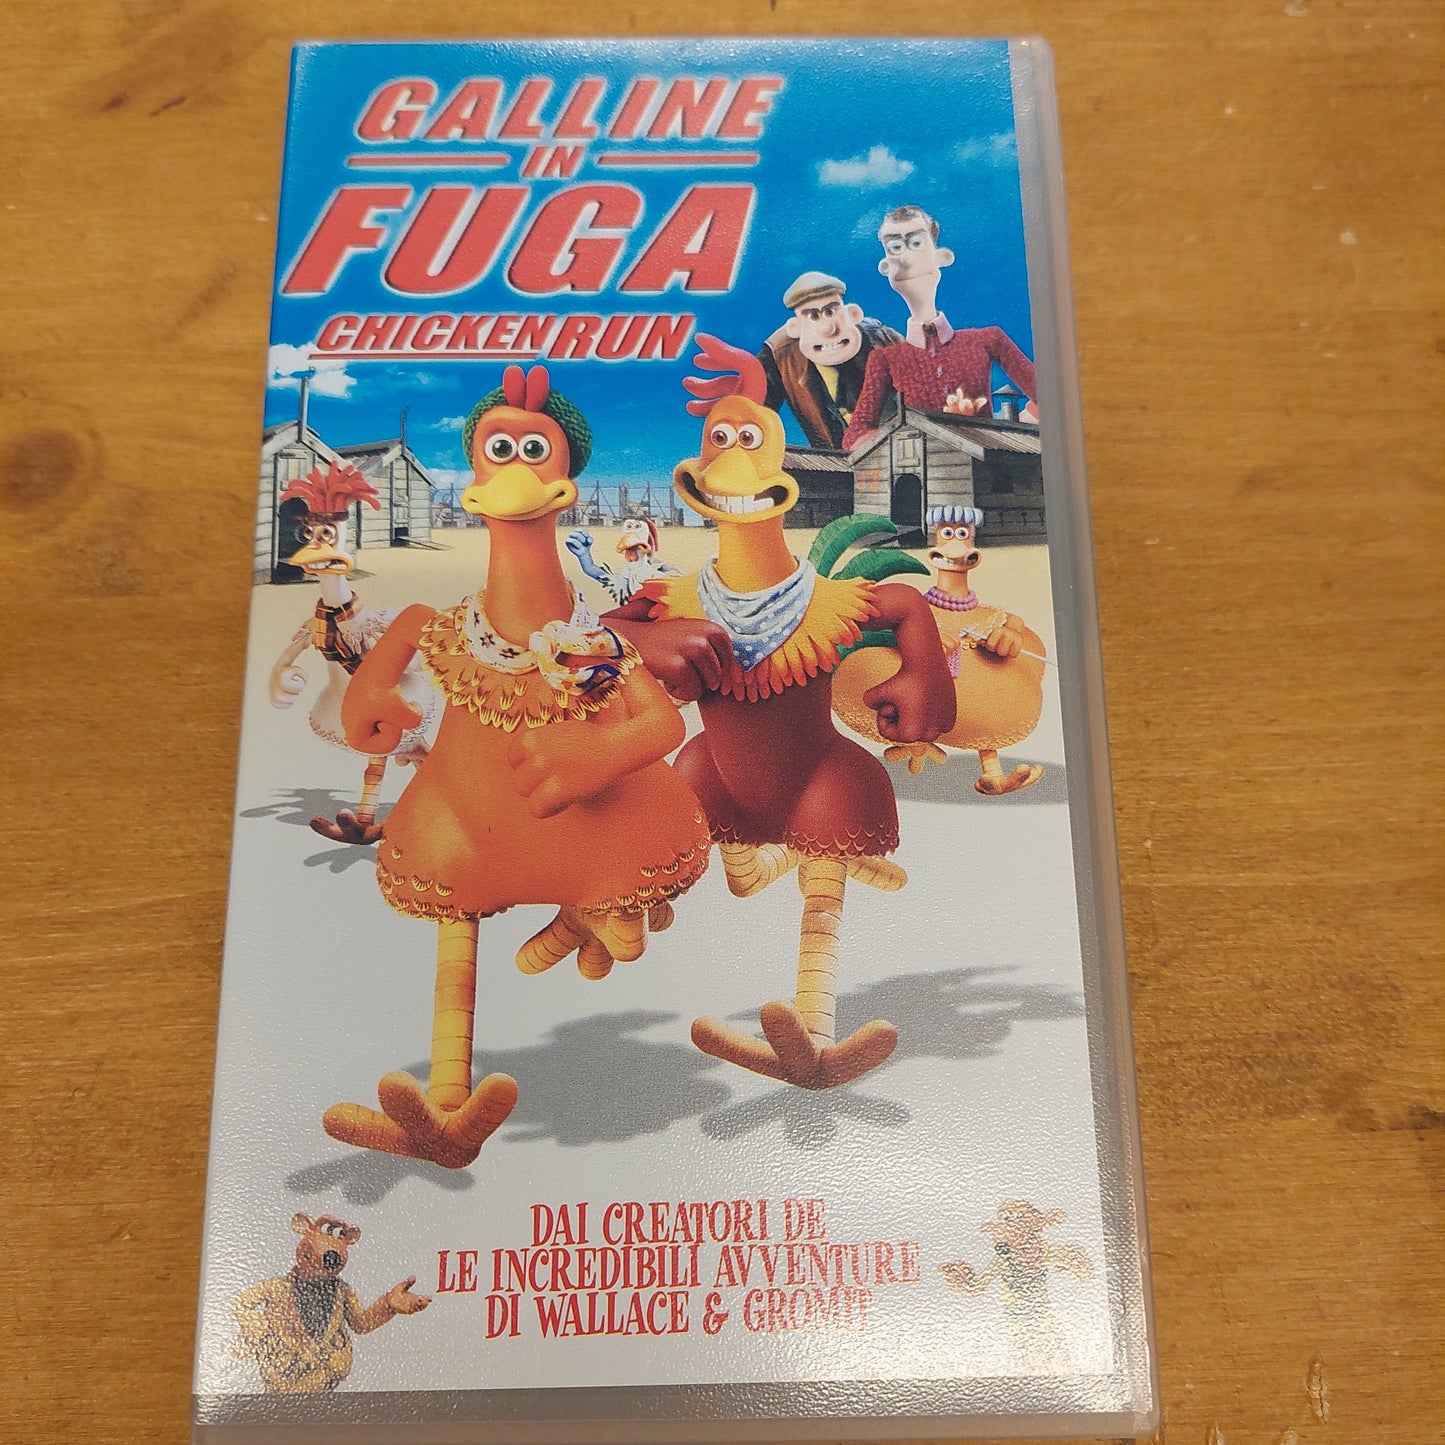 GALLINE
IN
FUGA
CHICKEN RUN
DAI CREATORI DE
LE INCREDIBILI AVVENTURE
DI WALLACE & GROMIT